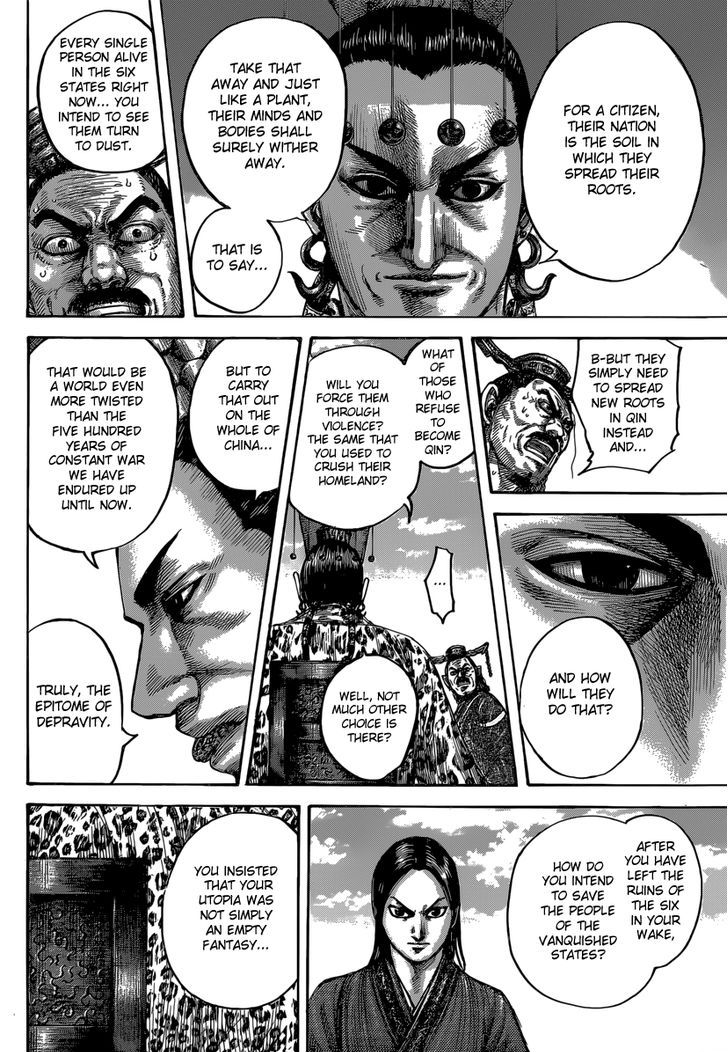 FOR A CITIZEN,
THEIR NATION
IS THE SOIL IN
WHICH THEY
SPREAD THEIR
ROOTS.
TAKE THAT
AWAY AND JUST
LIKE A PLANT,
THEIR MINDS AND
BODIES SHALL
SURELY WITHER
AWAY.
THAT IS
TO SAY...
EVERY SINGLE
PERSON ALIVE
IN THE SIX
STATES RIGHT
NOW... YOU
INTEND TO SEE
THEM TURN
TO DUST.
B-BUT THEY
SIMPLY NEED
TO SPREAD
NEW ROOTS
IN QIN
INSTEAD
AND...
AND HOW
WILL THEY
DO THAT?
WHAT
OF
THOSE
WHO
REFUSE
TO
BECOME
QIN?
WILL YOU
FORCE THEM
THROUGH
VIOLENCE?
THE SAME THAT
YOU USED TO
CRUSH THEIR
HOMELAND?
...
WELL, NOT
MUCH OTHER
CHOICE IS
THERE?
BUT TO
CARRY
THAT OUT
ON THE
WHOLE OF
CHINA...
THAT WOULD BE
A WORLD EVEN
MORE TWISTED
THAN THE
FIVE HUNDRED
YEARS OF
CONSTANT WAR
WE HAVE
ENDURED UP
UNTIL NOW.
TRULY, THE
EPITOME OF
DEPRAVITY.
AFTER
YOU HAVE
LEFT THE
RUINS OF
THE SIX
IN YOUR
WAKE,
HOW DO
YOU INTEND
TO SAVE
THE PEOPLE
OF THE
VANQUISHED
STATES?
YOU INSISTED
THAT YOUR
UTOPIA WAS
NOT SIMPLY
AN EMPTY
FANTASY...